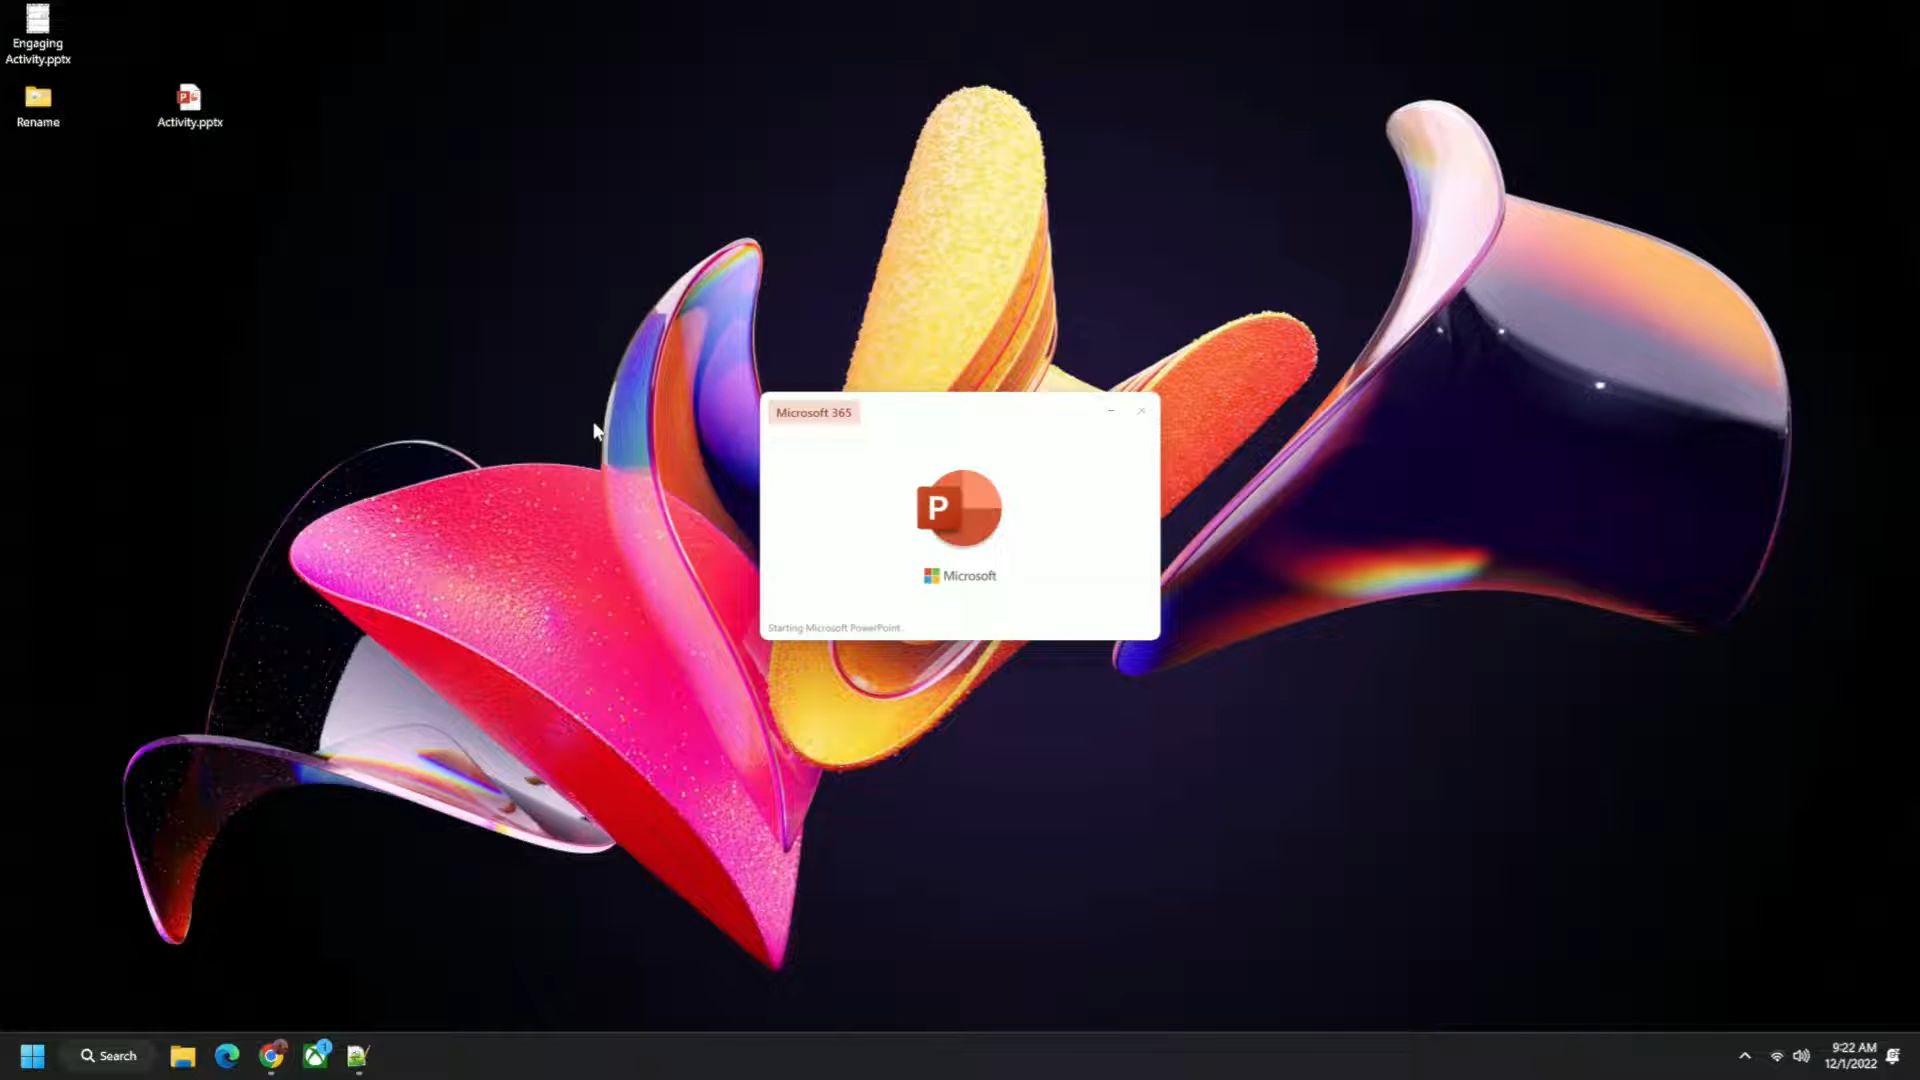 Engaging
Activity.pptx
Rename
Activity.pptx
Microsoft 365
P
Microsoft
Starting Microsoft PowerPoint..
Search
1
9:22 AM
12/1/2022